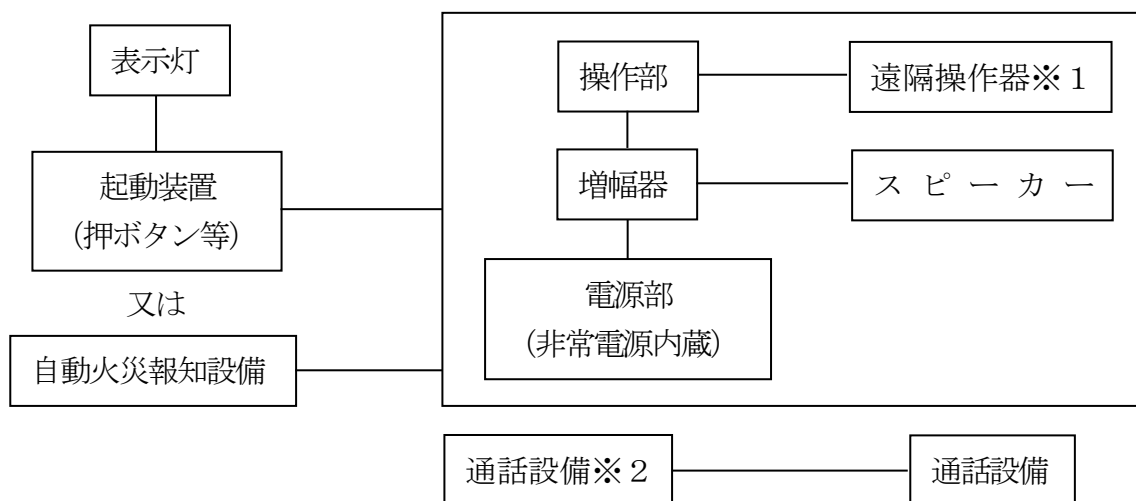 表示灯
操作部
遠隔操作器※１
起動装置
(押ボタン等)
増幅器
スピーカー
又は
電源部
(非常電源内蔵)
自動火災報知設備
通話設備※２
通話設備